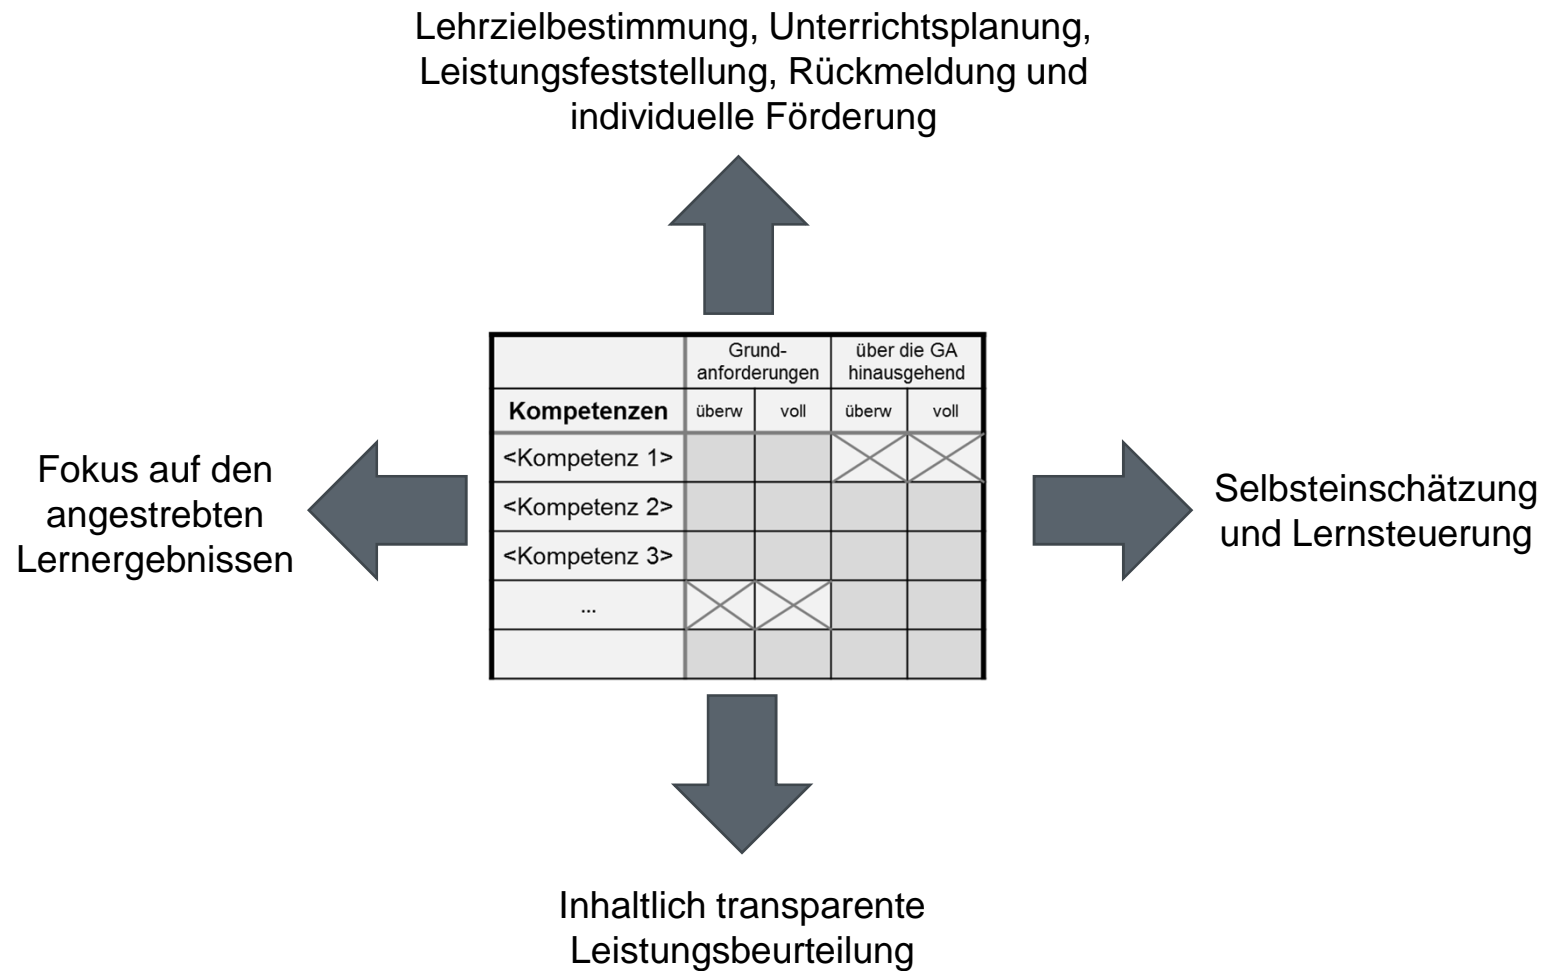 Lehrzielbestimmung, Unterrichtsplanung,
Leistungsfeststellung, Rückmeldung und
individuelle Förderung
Grund-
anforderungen
über die GA
hinausgehend
Kompetenzen
überw
voll
überw
voll
<Kompetenz 1>
<Kompetenz 2>
<Kompetenz 3>
...
Fokus auf den
angestrebten
Lernergebnissen
Selbsteinschätzung
und Lernsteuerung
Inhaltlich transparente
Leistungsbeurteilung